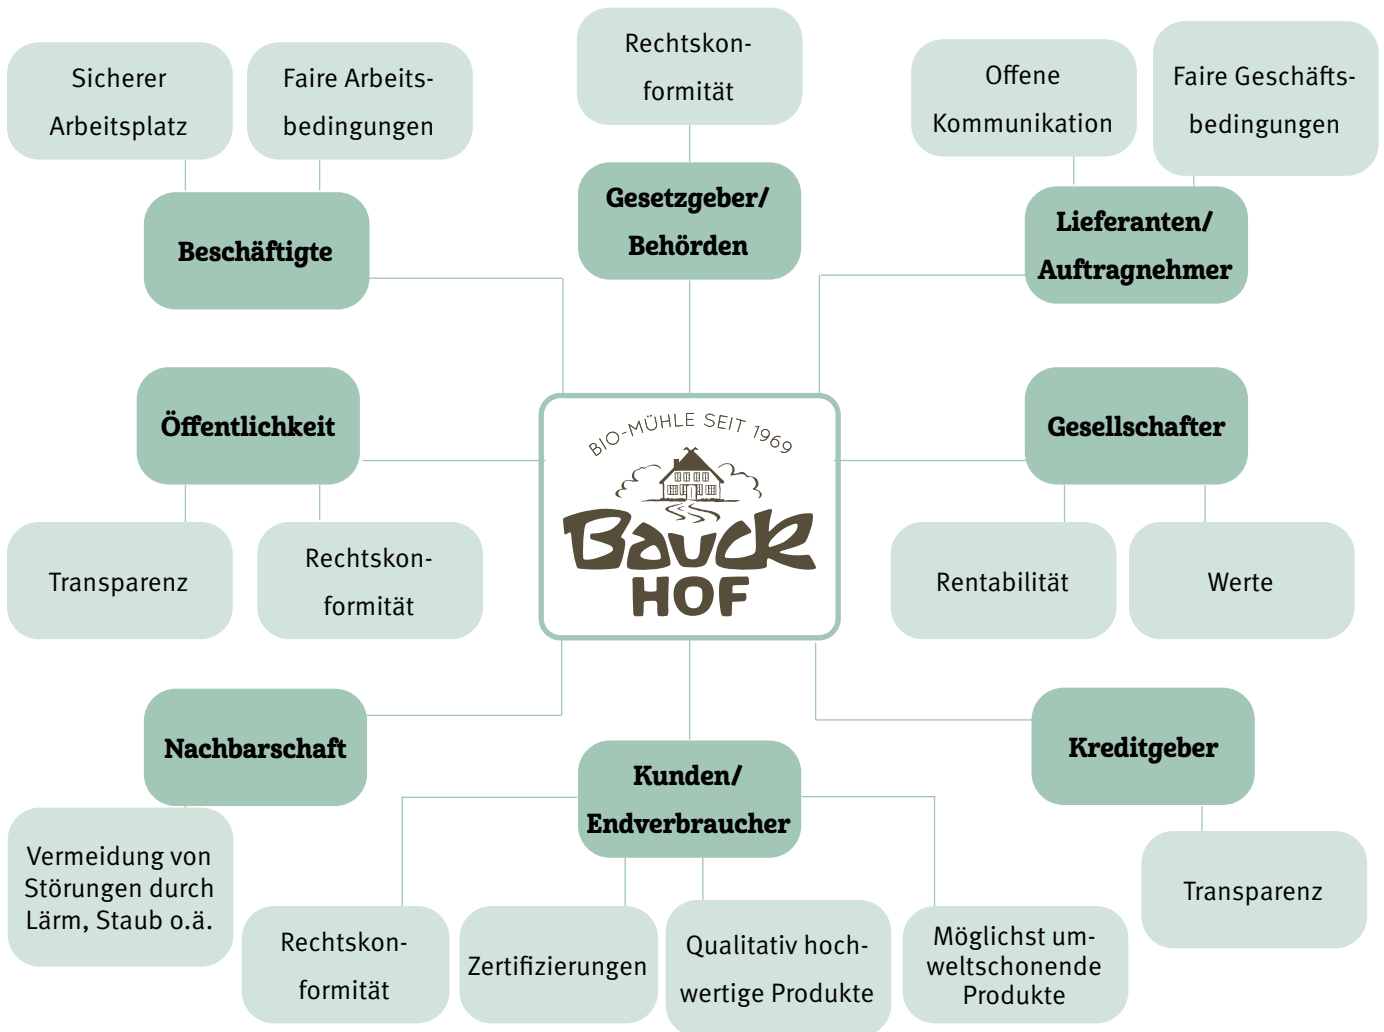 Sicherer
Arbeitsplatz
Faire Arbeits-
bedingungen
Rechtskon-
formität
Offene
Kommunikation
Faire Geschäfts-
bedingungen
Beschäftigte
Gesetzgeber/
Behörden
Lieferanten/
Auftragnehmer
Öffentlichkeit
Transparenz
Rechtskon-
formität
BIO-MÜHLE SEIT 1969
Bauck
HOF
Gesellschafter
Rentabilität
Werte
Nachbarschaft
Vermeidung von
Störungen durch
Lärm, Staub o.ä.
Kunden/
Endverbraucher
Rechtskon-
formität
Zertifizierungen
Qualitativ hoch-
wertige Produkte
Möglichst um-
weltschonende
Produkte
Kreditgeber
Transparenz